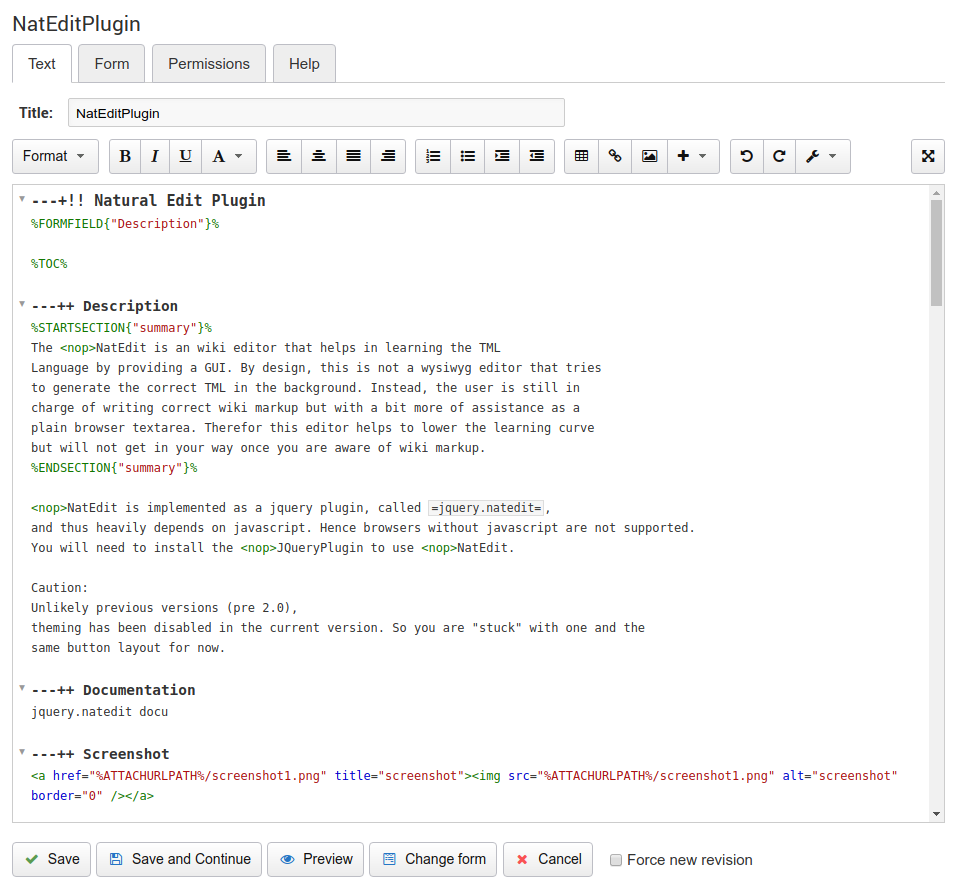 NatEditPlugin
Text Form Permissions Help
Title: NatEditPlugin
Format B I U A
---+!! Natural Edit Plugin
%FORMFIELD{"Description"}%
%TOC%
---++ Description
%STARTSECTION{"summary"}%
The <nop>NatEdit is an wiki editor that helps in learning the TML
Language by providing a GUI. By design, this is not a wysiwyg editor that tries
to generate the correct TML in the background. Instead, the user is still in
charge of writing correct wiki markup but with a bit more of assistance as a
plain browser textarea. Therefor this editor helps to lower the learning curve
but will not get in your way once you are aware of wiki markup.
%ENDSECTION{"summary"}%
<nop>NatEdit is implemented as a jquery plugin, called =jquery.natedit=,
and thus heavily depends on javascript. Hence browsers without javascript are not supported.
You will need to install the <nop>JQueryPlugin to use <nop>NatEdit.
Caution:
Unlikely previous versions (pre 2.0),
theming has been disabled in the current version. So you are "stuck" with one and the
same button layout for now.
---++ Documentation
jquery.natedit docu
---++ Screenshot
<a href="%ATTACHURLPATH%/screenshot1.png" title="screenshot"><img src="%ATTACHURLPATH%/screenshot1.png" alt="screenshot"
border="0" /></a>
Save Save and Continue Preview Change form Cancel Force new revision